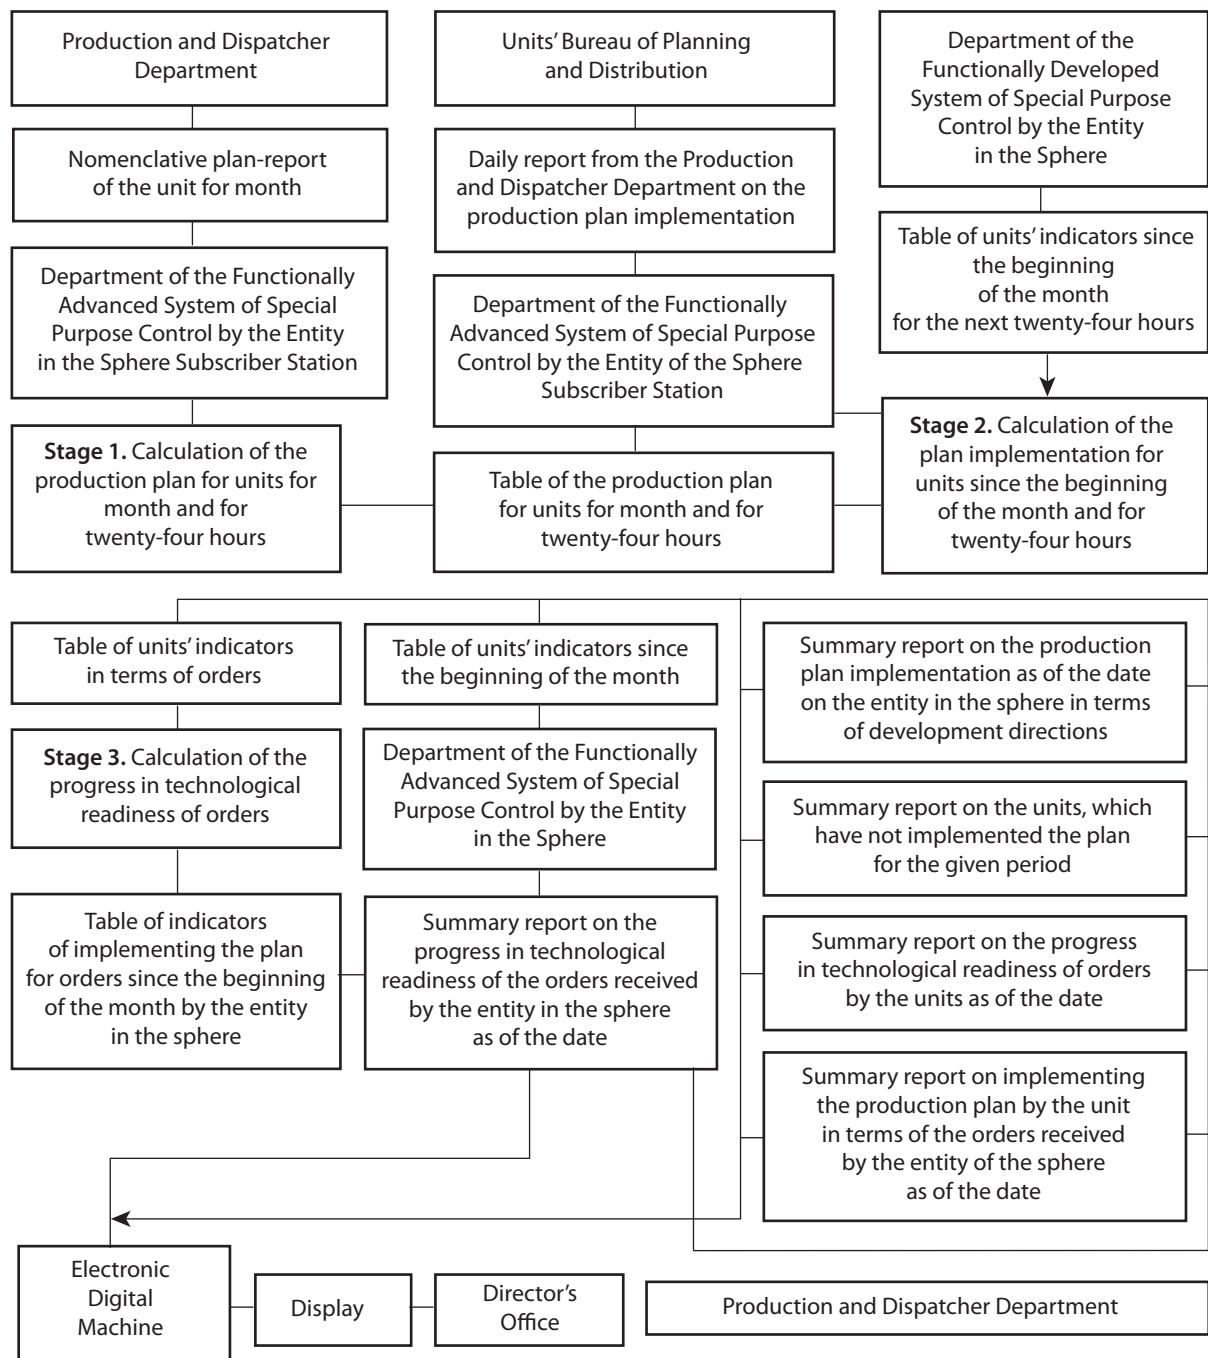 Production and Dispatcher
Department
Units' Bureau of Planning
and Distribution
Department of the
Functionally Developed
System of Special Purpose
Control by the Entity
in the Sphere
Nomenclative plan-report
of the unit for month
Daily report from the Production
and Dispatcher Department on the
production plan implementation
Table of units' indicators since
the beginning
of the month
for the next twenty-four hours
Department of the Functionally
Advanced System of Special
Purpose Control by the Entity
in the Sphere Subscriber Station
Department of the Functionally
Advanced System of Special Purpose
Control by the Entity of the Sphere
Subscriber Station
Stage 1. Calculation of the
production plan for units for
month and for
twenty-four hours
Table of the production plan
for units for month and for
twenty-four hours
Stage 2. Calculation of the
plan implementation for
units since the beginning
of the month and for
twenty-four hours
Table of units' indicators
in terms of orders
Table of units' indicators since
the beginning of the month
Summary report on the production
plan implementation as of the date
on the entity in the sphere in terms
of development directions
Stage 3. Calculation of the
progress in technological
readiness of orders
Department of the Functionally
Advanced System of Special
Purpose Control by the Entity
in the Sphere
Summary report on the units, which
have not implemented the plan
for the given period
Table of indicators
of implementing the plan
for orders since the beginning
of the month by the entity
in the sphere
Summary report on the
progress in technological
readiness of the orders received
by the entity in the sphere
as of the date
Summary report on the progress
in technological readiness of orders
by the units as of the date
Summary report on implementing
the production plan by the unit
in terms of the orders received
by the entity of the sphere
as of the date
Electronic
Digital
Machine
Display
Director's
Office
Production and Dispatcher Department